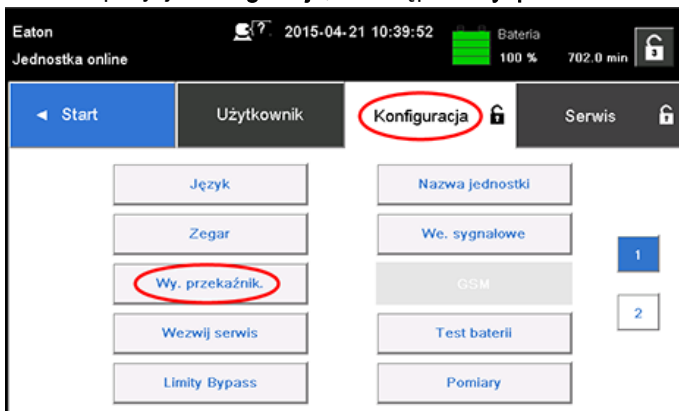 Eaton
? 2015-04-21 10:39:52
Bateria
Jednostka online
100 % 702.0 min
3
◄ Start Użytkownik Konfiguracja Serwis
Język Nazwa jednostki
Zegar We. sygnałowe
1
Wy. przekaźnik. GSM
2
Wezwij serwis Test baterii
Limity Bypass Pomiary